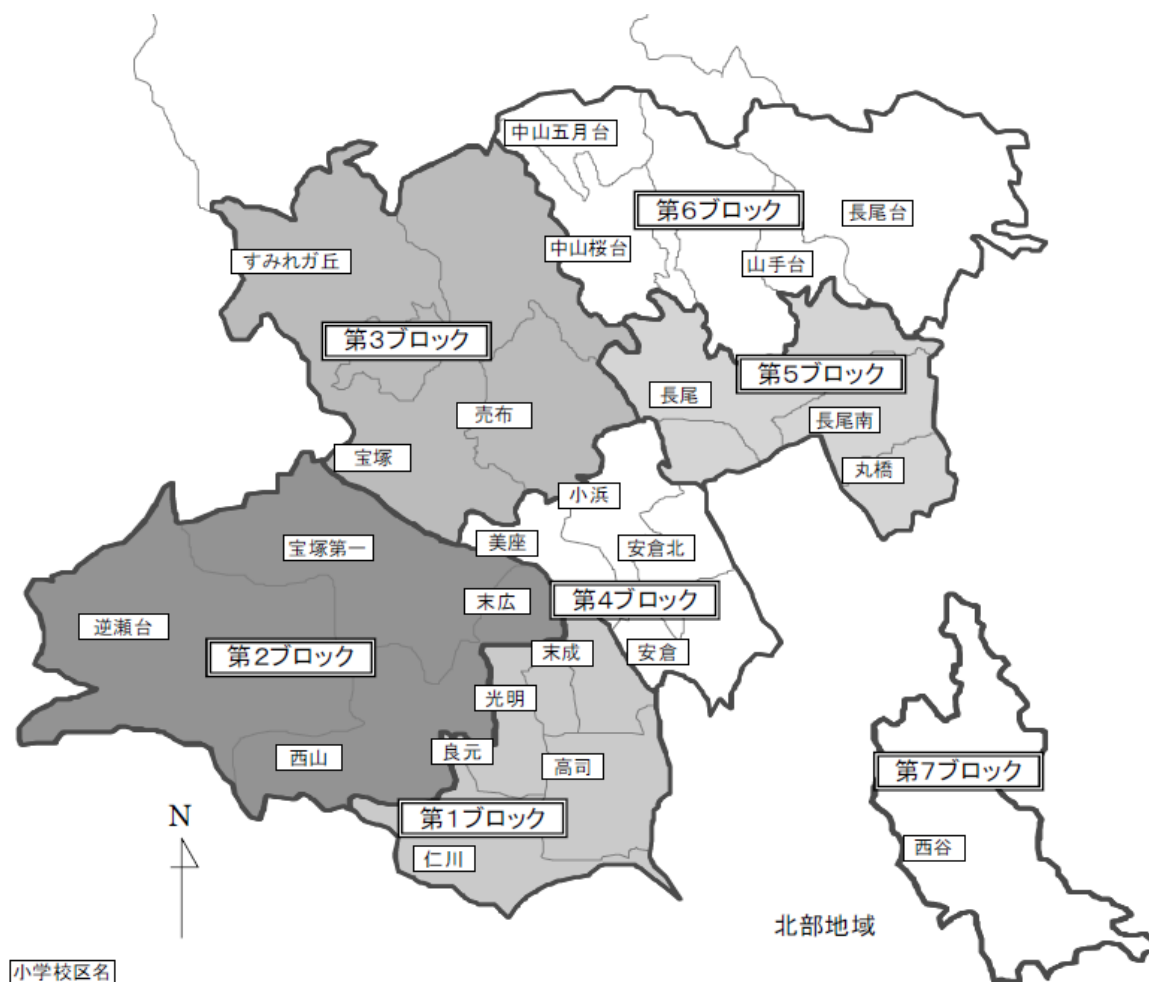 中山五月台
第6ブロック
長尾台
中山桜台
山手台
すみれガ丘
第3ブロック
第5ブロック
長尾
売布
長尾南
宝塚
丸橋
小浜
美座
宝塚第一
安倉北
末広
第4ブロック
逆瀬台
第2ブロック
末成
安倉
光明
良元
西山
高司
第7ブロック
N
第1ブロック
仁川
西谷
北部地域
小学校区名